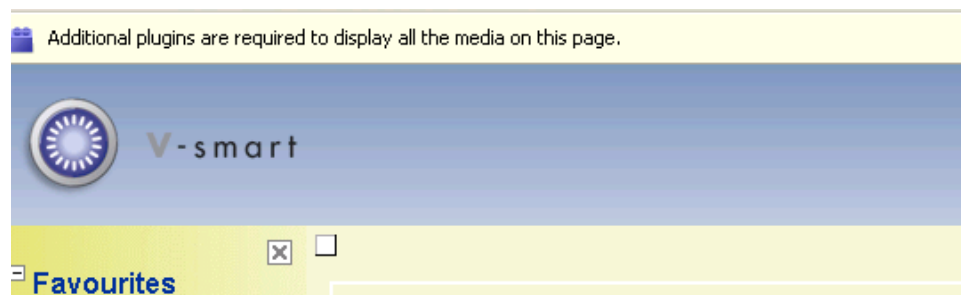 Additional plugins are required to display all the media on this page.
V-smart
Favourites